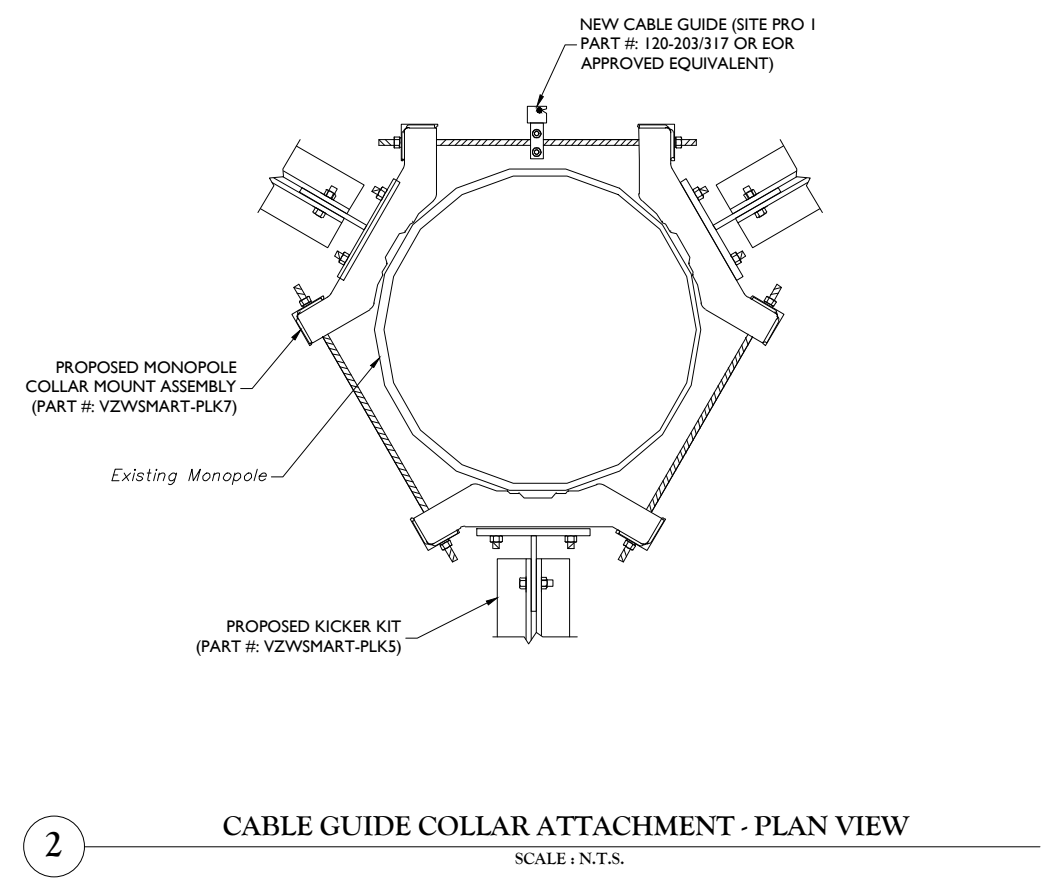 NEW CABLE GUIDE (SITE PRO 1
PART #: 120-203/317 OR EOR
APPROVED EQUIVALENT)
PROPOSED MONOPOLE
COLLAR MOUNT ASSEMBLY
(PART #: VZWSMART-PLK7)
Existing Monopole
PROPOSED KICKER KIT
(PART #: VZWSMART-PLK5)
2
CABLE GUIDE COLLAR ATTACHMENT - PLAN VIEW
SCALE : N.T.S.